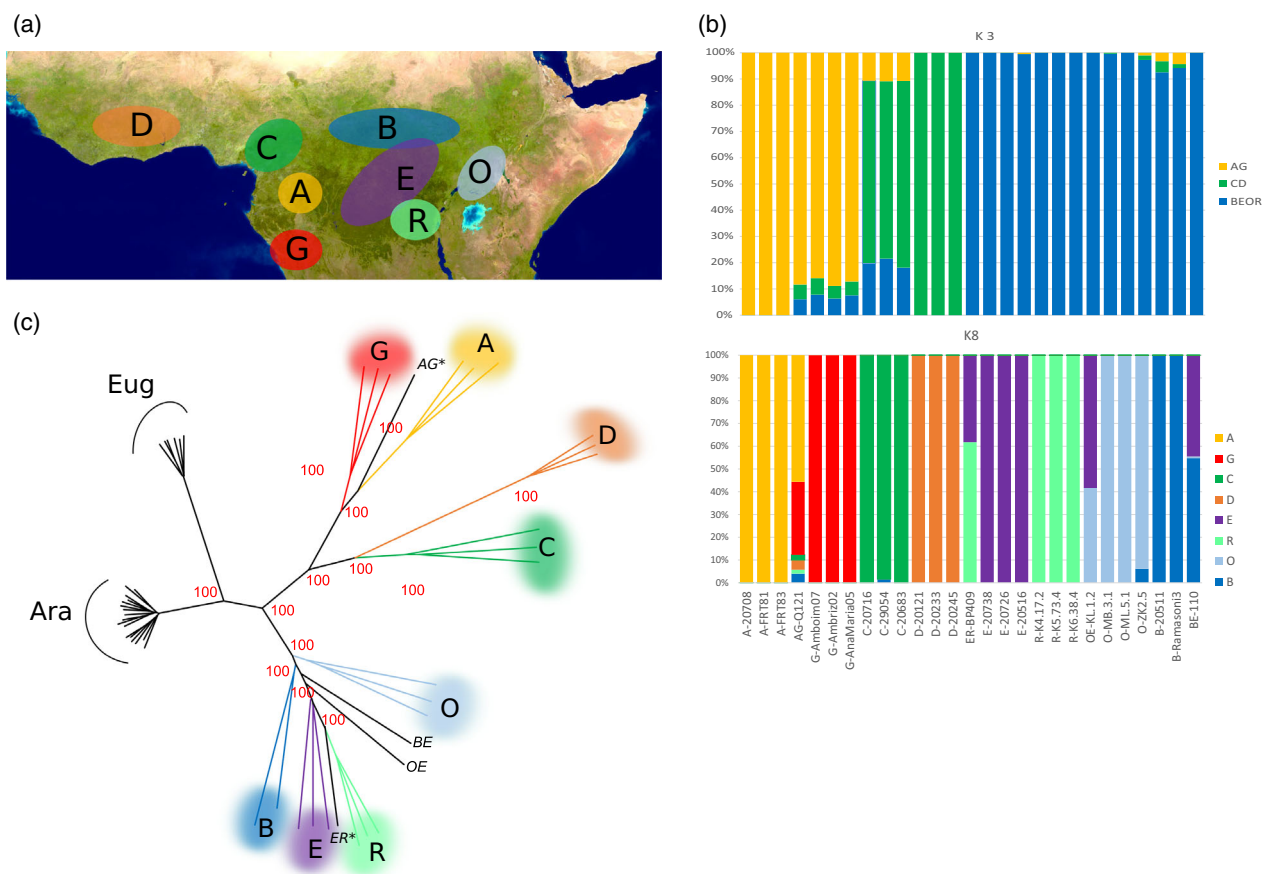 (a)
D
C
B
A
E
O
R
G
(b)
K 3
100%
90%
80%
70%
60%
50%
40%
30%
20%
10%
0%
AG
CD
BEOR
K8
100%
90%
80%
70%
60%
50%
40%
30%
20%
10%
0%
A
G
C
D
E
R
O
B
A-20708
A-FRT81
A-FRT83
AG-Q121
G-Amboim07
G-Ambriz02
G-AnaMaria05
C-20716
C-29054
C-20683
D-20121
D-20233
D-20245
ER-BP409
E-20738
E-20726
E-20516
R-K4.17.2
R-K5.73.4
R-K6.38.4
OE-KL.1.2
O-MB.3.1
O-ML.5.1
O-ZK2.5
B-20511
B-Ramasoni3
BE-110
(c)
G
A
AG*
Eug
100
D
100
100
100
C
Ara
100
100
100
100
100
100
100
100
100
O
BE
OE
B
E
ER*
R